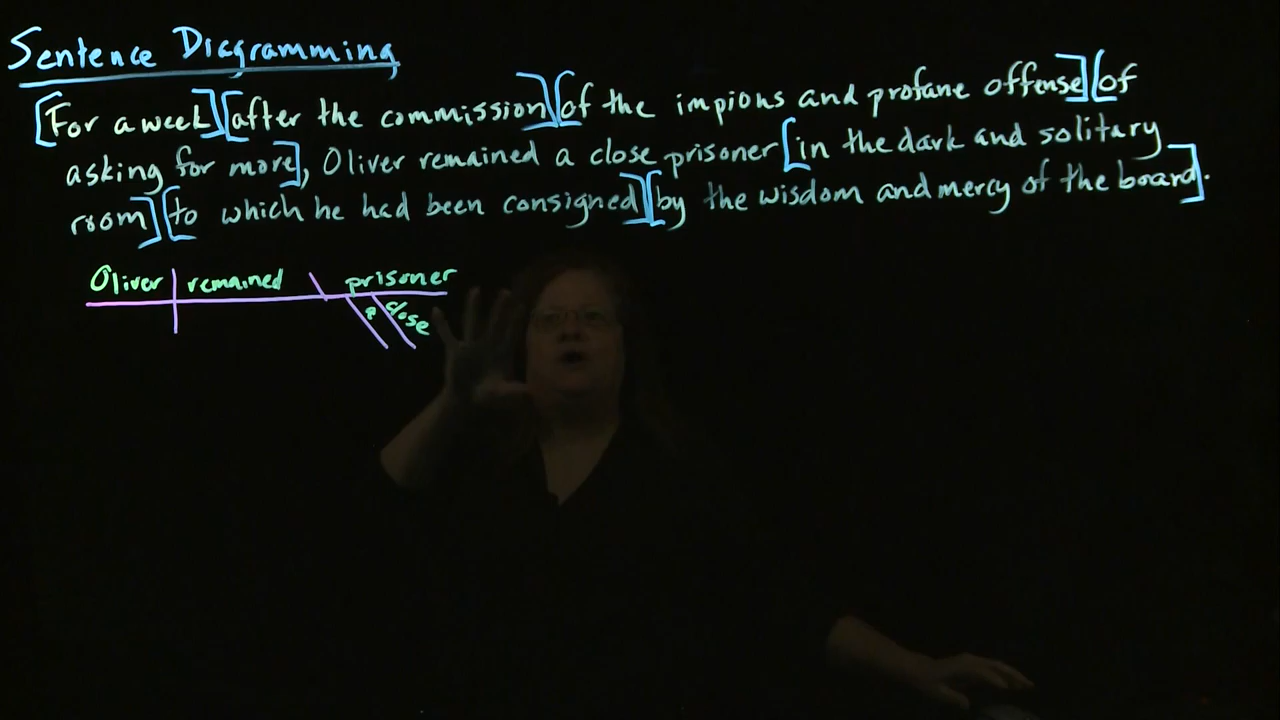 Sentence Diagramming
[For a week][after the commission][of the impious and profane offense][of
asking for more], Oliver remained a close prisoner [in the dark and solitary
room][to which he had been consigned][by the wisdom and mercy of the board].
Oliver remained prisoner
a close